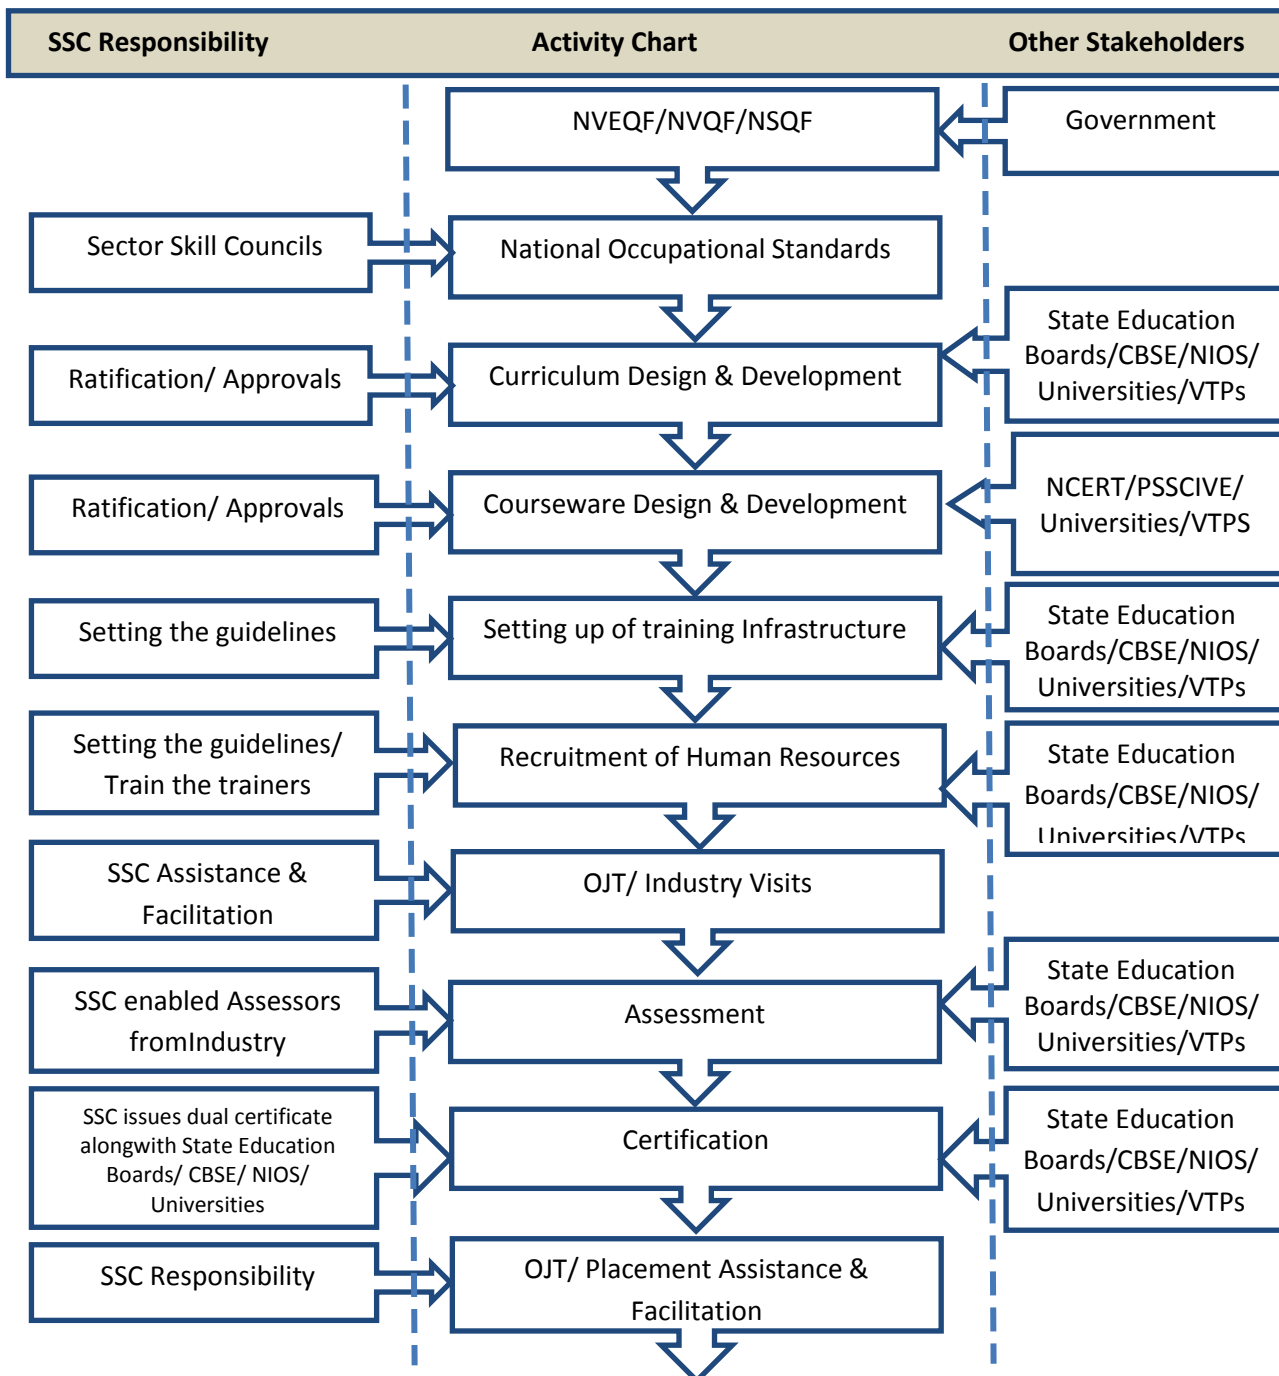 SSC Responsibility
Activity Chart
Other Stakeholders
NVEQF/NVQF/NSQF
Government
Sector Skill Councils
National Occupational Standards
State Education
Boards/CBSE/NIOS/
Universities/VTPs
Ratification/ Approvals
Curriculum Design & Development
NCERT/PSSCIVE/
Universities/VTPS
Ratification/ Approvals
Courseware Design & Development
State Education
Boards/CBSE/NIOS/
Universities/VTPs
Setting the guidelines
Setting up of training Infrastructure
Setting the guidelines/
Train the trainers
Recruitment of Human Resources
State Education
Boards/CBSE/NIOS/
Universities/VTPs
SSC Assistance &
Facilitation
OJT/ Industry Visits
SSC enabled Assessors
fromIndustry
Assessment
State Education
Boards/CBSE/NIOS/
Universities/VTPs
SSC issues dual certificate
alongwith State Education
Boards/ CBSE/ NIOS/
Universities
Certification
State Education
Boards/CBSE/NIOS/
Universities/VTPs
SSC Responsibility
OJT/ Placement Assistance &
Facilitation